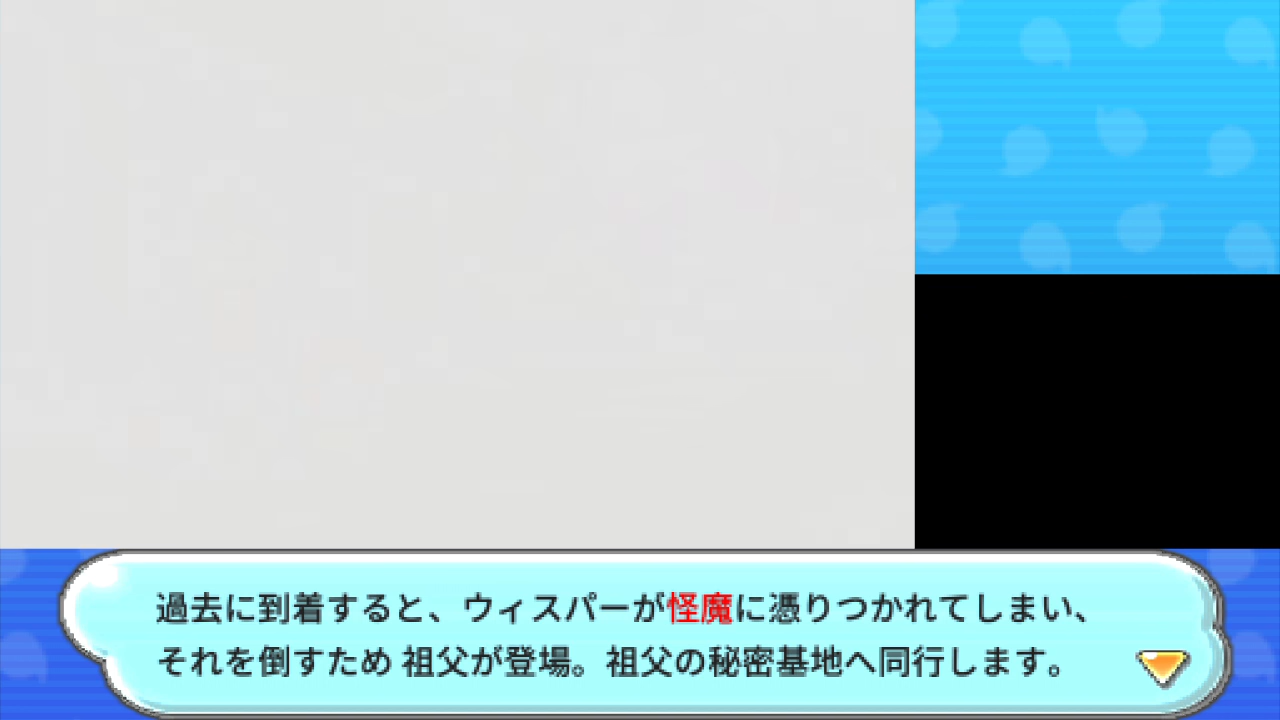 過去に到着すると、ウィスパーが怪魔に憑りつかれてしまい、
それを倒すため 祖父が登場。祖父の秘密基地へ同行します。